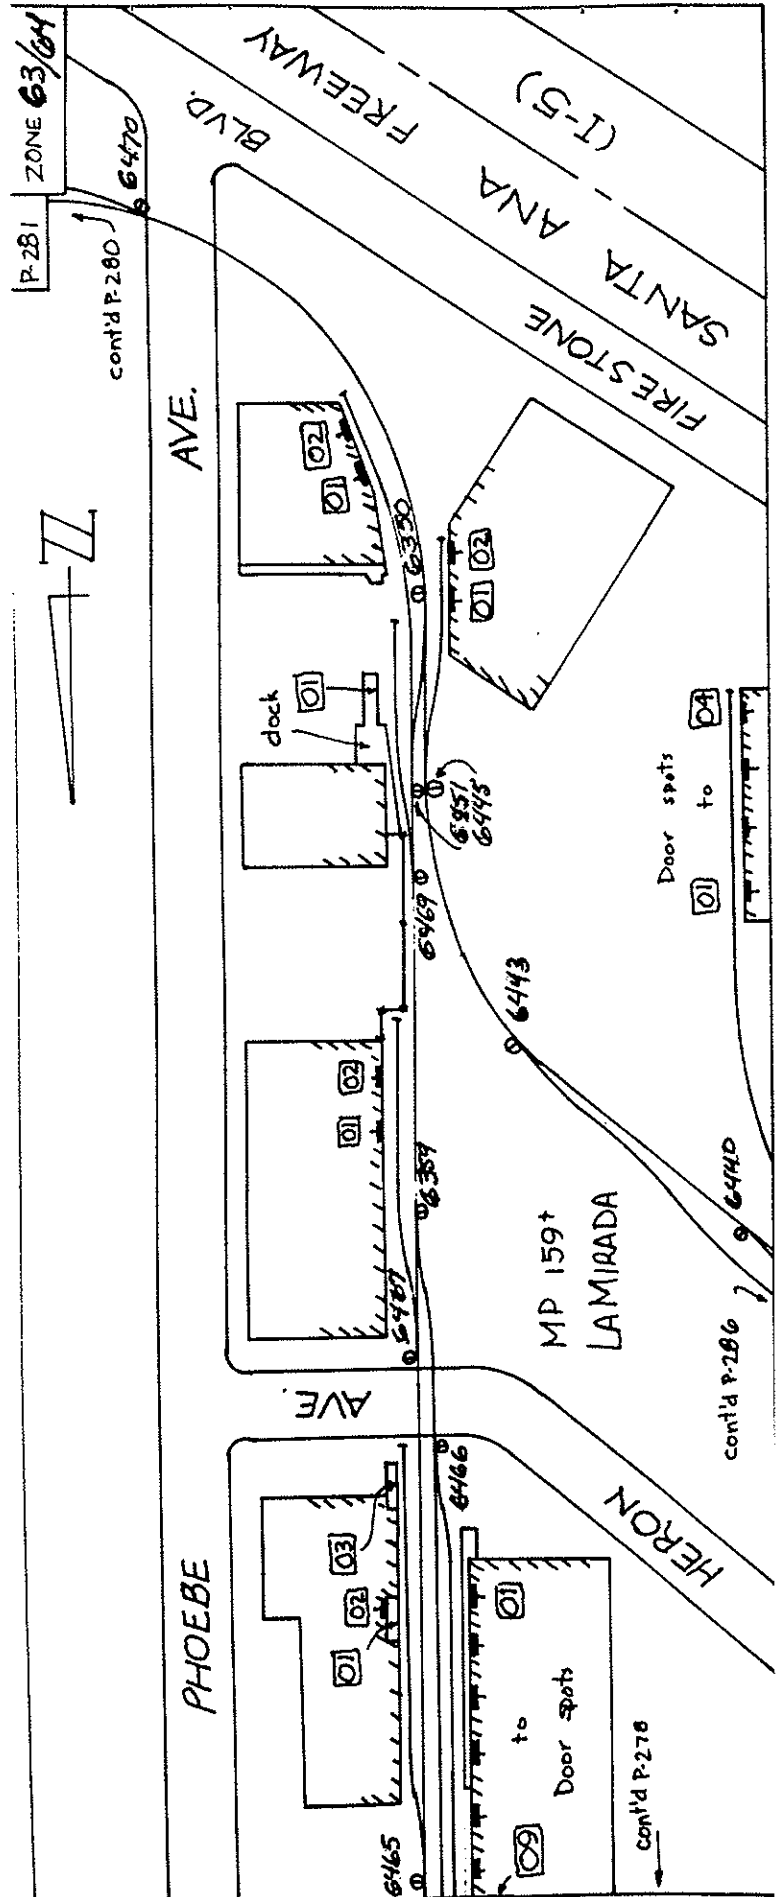 P-281
ZONE 63/64
cont'd P-280
6470
BLVD.
FREEWAY
(I-5)
SANTA ANA
FIRESTONE
AVE.
N
02
01
6350
01
02
dock
01
6445
6469
Door spots
04
to
01
6443
02
01
6359
6440
MP 159+
LAMIRADA
cont'd P-286
AVE.
6466
HERON
PHOEBE
03
02
01
01
to
Door spots
09
cont'd P-278
6465